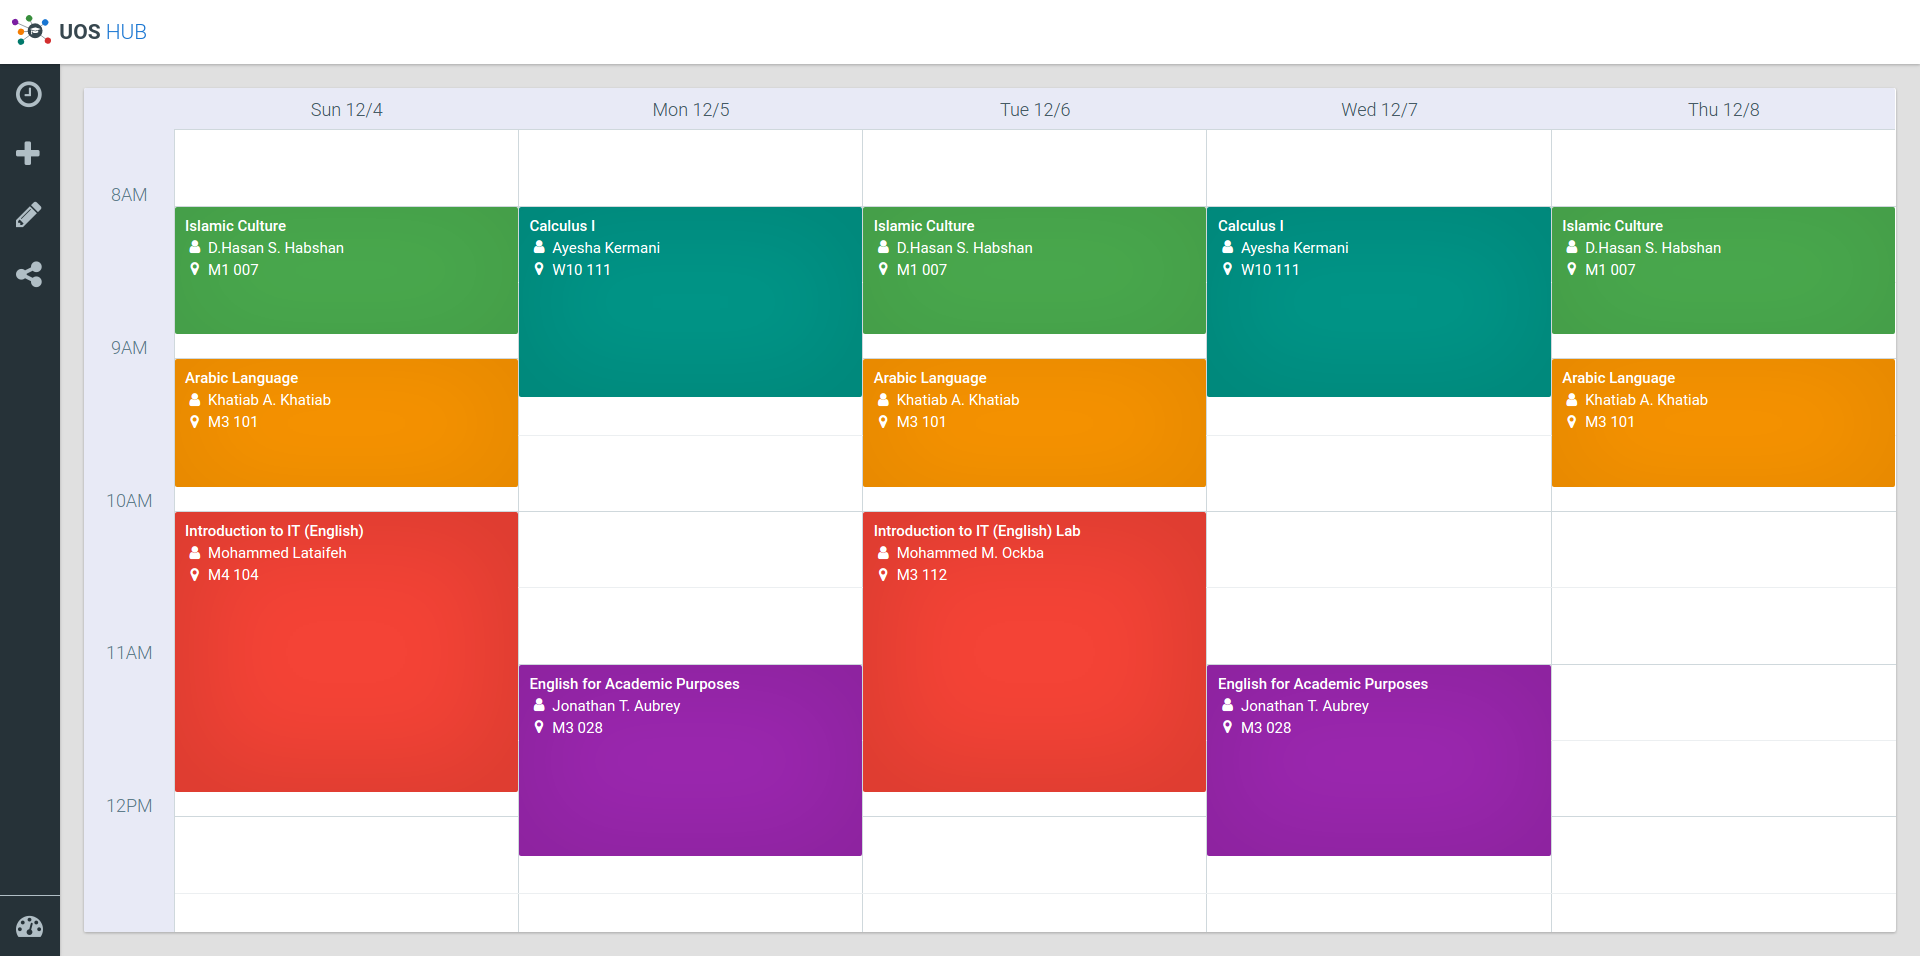 UOS HUB
Sun 12/4
Mon 12/5
Tue 12/6
Wed 12/7
Thu 12/8
8AM
Islamic Culture
D.Hasan S. Habshan
M1 007
Calculus I
Ayesha Kermani
W10 111
Islamic Culture
D.Hasan S. Habshan
M1 007
Calculus I
Ayesha Kermani
W10 111
Islamic Culture
D.Hasan S. Habshan
M1 007
9AM
Arabic Language
Khatiab A. Khatiab
M3 101
Arabic Language
Khatiab A. Khatiab
M3 101
Arabic Language
Khatiab A. Khatiab
M3 101
10AM
Introduction to IT (English)
Mohammed Lataifeh
M4 104
Introduction to IT (English) Lab
Mohammed M. Ockba
M3 112
11AM
English for Academic Purposes
Jonathan T. Aubrey
M3 028
English for Academic Purposes
Jonathan T. Aubrey
M3 028
12PM